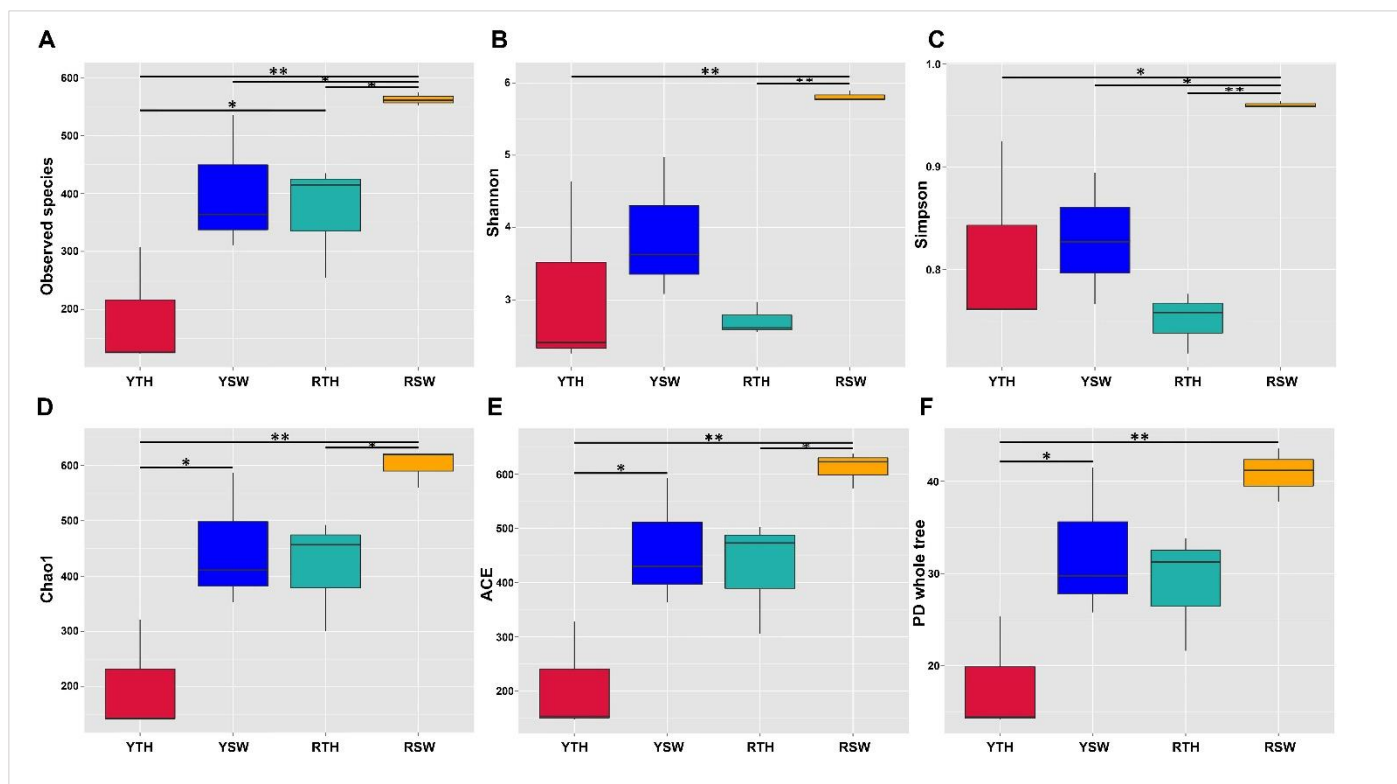 A
Observed species
600
500
400
300
200
**
*
*
*
YTH YSW RTH RSW
B
Shannon
6
5
4
3
**
**
YTH YSW RTH RSW
C
Simpson
1.0
0.9
0.8
*
*
**
YTH YSW RTH RSW
D
Chao1
600
500
400
300
200
**
*
*
YTH YSW RTH RSW
E
ACE
600
500
400
300
200
**
*
*
YTH YSW RTH RSW
F
PD whole tree
40
30
20
**
*
YTH YSW RTH RSW